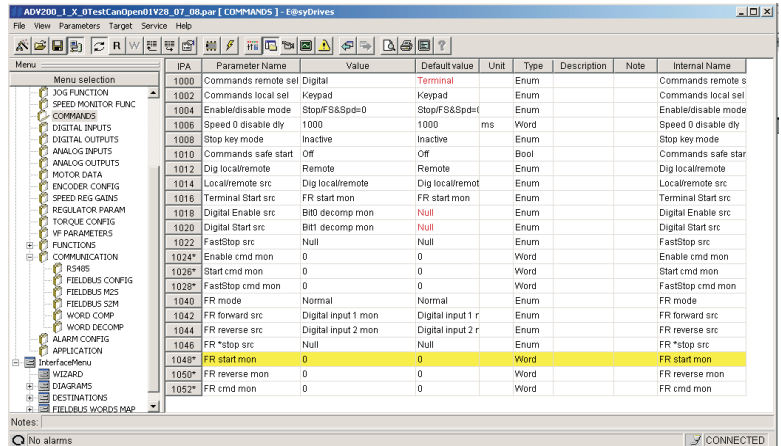 ADV200_1_X_0TestCanOpen01V28_07_08.par [ COMMANDS ] - E@syDrives
File View Parameters Target Service Help
R W
Menu
Menu selection
JOG FUNCTION
SPEED MONITOR FUNC
COMMANDS
DIGITAL INPUTS
DIGITAL OUTPUTS
ANALOG INPUTS
ANALOG OUTPUTS
MOTOR DATA
ENCODER CONFIG
SPEED REG GAINS
REGULATOR PARAM
TORQUE CONFIG
VF PARAMETERS
FUNCTIONS
COMMUNICATION
RS485
FIELDBUS CONFIG
FIELDBUS M2S
FIELDBUS S2M
WORD COMP
WORD DECOMP
ALARM CONFIG
APPLICATION
InterfaceMenu
WIZARD
DIAGRAMS
DESTINATIONS
FIELDBUS WORDS MAP
IPA Parameter Name Value Default value Unit Type Description Note Internal Name
1000 Commands remote sel Digital Terminal Enum Commands remote s
1002 Commands local sel Keypad Keypad Enum Commands local sel
1004 Enable/disable mode Stop/FS&Spd=0 Stop/FS&Spd=( Enum Enable/disable mode
1006 Speed 0 disable dly 1000 1000 ms Word Speed 0 disable dly
1008 Stop key mode Inactive Inactive Enum Stop key mode
1010 Commands safe start Off Off Bool Commands safe star
1012 Dig local/remote Remote Remote Enum Dig local/remote
1014 Local/remote src Dig local/remote Dig local/remot Enum Local/remote src
1016 Terminal Start src FR start mon FR start mon Enum Terminal Start src
1018 Digital Enable src Bit0 decomp mon Null Enum Digital Enable src
1020 Digital Start src Bit1 decomp mon Null Enum Digital Start src
1022 FastStop src Null Null Enum FastStop src
1024* Enable cmd mon 0 0 Word Enable cmd mon
1026* Start cmd mon 0 0 Word Start cmd mon
1028* FastStop cmd mon 0 0 Word FastStop cmd mon
1040 FR mode Normal Normal Enum FR mode
1042 FR forward src Digital input 1 mon Digital input 1 r Enum FR forward src
1044 FR reverse src Digital input 2 mon Digital input 2 r Enum FR reverse src
1046 FR *stop src Null Null Enum FR *stop src
1048* FR start mon 0 0 Word FR start mon
1050* FR reverse mon 0 0 Word FR reverse mon
1052* FR cmd mon 0 0 Word FR cmd mon
Notes:
No alarms CONNECTED